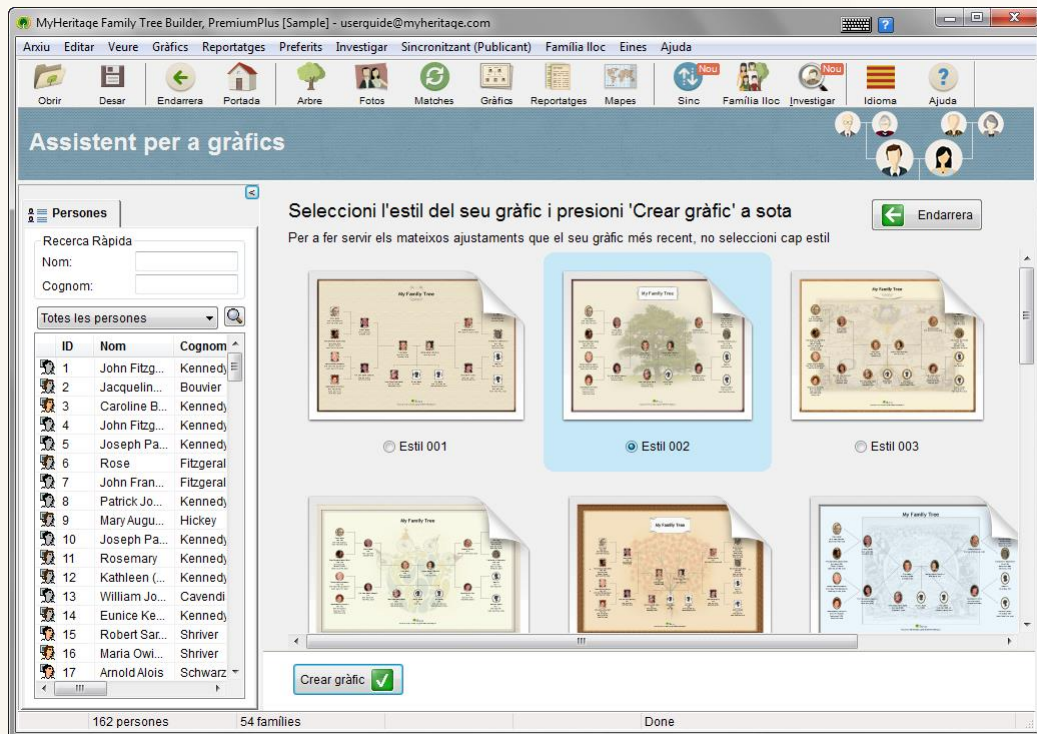 MyHeritage Family Tree Builder, PremiumPlus [Sample] - userguide@myheritage.com
Arxiu Editar Veure Gràfics Reportatges Preferits Investigar Sincronitzant (Publicant) Família lloc Eines Ajuda
Nou Nou
Obrir Desar Endarrera Portada Arbre Fotos Matches Gràfics Reportatges Mapes Sinc Família lloc Investigar Idioma Ajuda
Assistent per a gràfics
Persones
Recerca Ràpida
Nom:
Cognom:
Totes les persones
ID Nom Cognom
1 John Fitzg... Kennedy
2 Jacquelin... Bouvier
3 Caroline B... Kennedy
4 John Fitzg... Kennedy
5 Joseph Pa... Kennedy
6 Rose Fitzgeral
7 John Fran... Fitzgeral
8 Patrick Jo... Kennedy
9 Mary Augu... Hickey
10 Joseph Pa... Kennedy
11 Rosemary Kennedy
12 Kathleen (... Kennedy
13 William Jo... Cavendi
14 Eunice Ke... Kennedy
15 Robert Sar... Shriver
16 Maria Owi... Shriver
17 Arnold Alois Schwarz
Seleccioni l'estil del seu gràfic i presioni 'Crear gràfic' a sota
Endarrera
Per a fer servir els mateixos ajustaments que el seu gràfic més recent, no seleccioni cap estil
My Family Tree
My Family Tree
My Family Tree
Estil 001
Estil 002
Estil 003
My Family Tree
My Family Tree
My Family Tree
Crear gràfic
162 persones 54 famílies Done